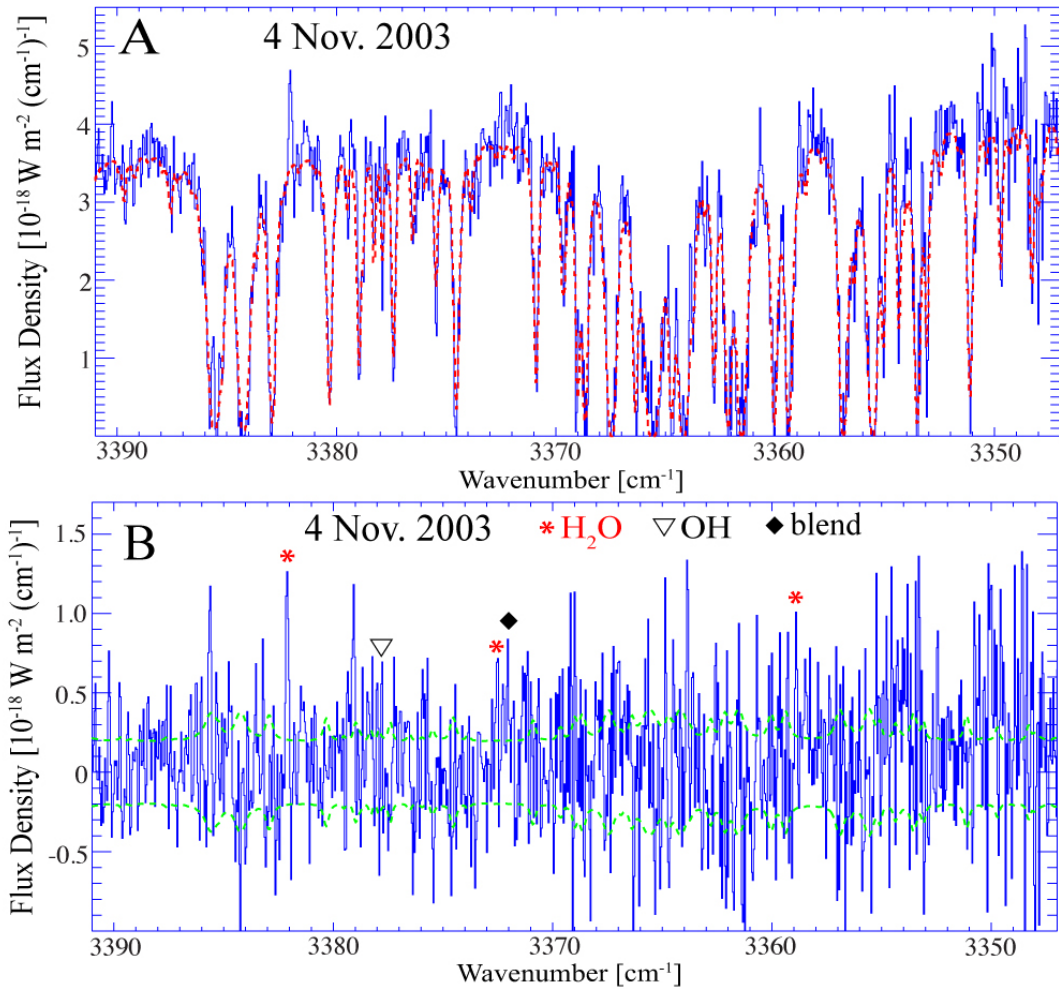 A
4 Nov. 2003
Flux Density [10⁻¹⁸ W m⁻² (cm⁻¹)⁻¹]
5
4
3
2
1
3390
3380
3370
3360
3350
Wavenumber [cm⁻¹]
B
4 Nov. 2003
* H₂O ▽ OH ◆ blend
Flux Density [10⁻¹⁸ W m⁻² (cm⁻¹)⁻¹]
1.5
1.0
0.5
0
-0.5
3390
3380
3370
3360
3350
Wavenumber [cm⁻¹]